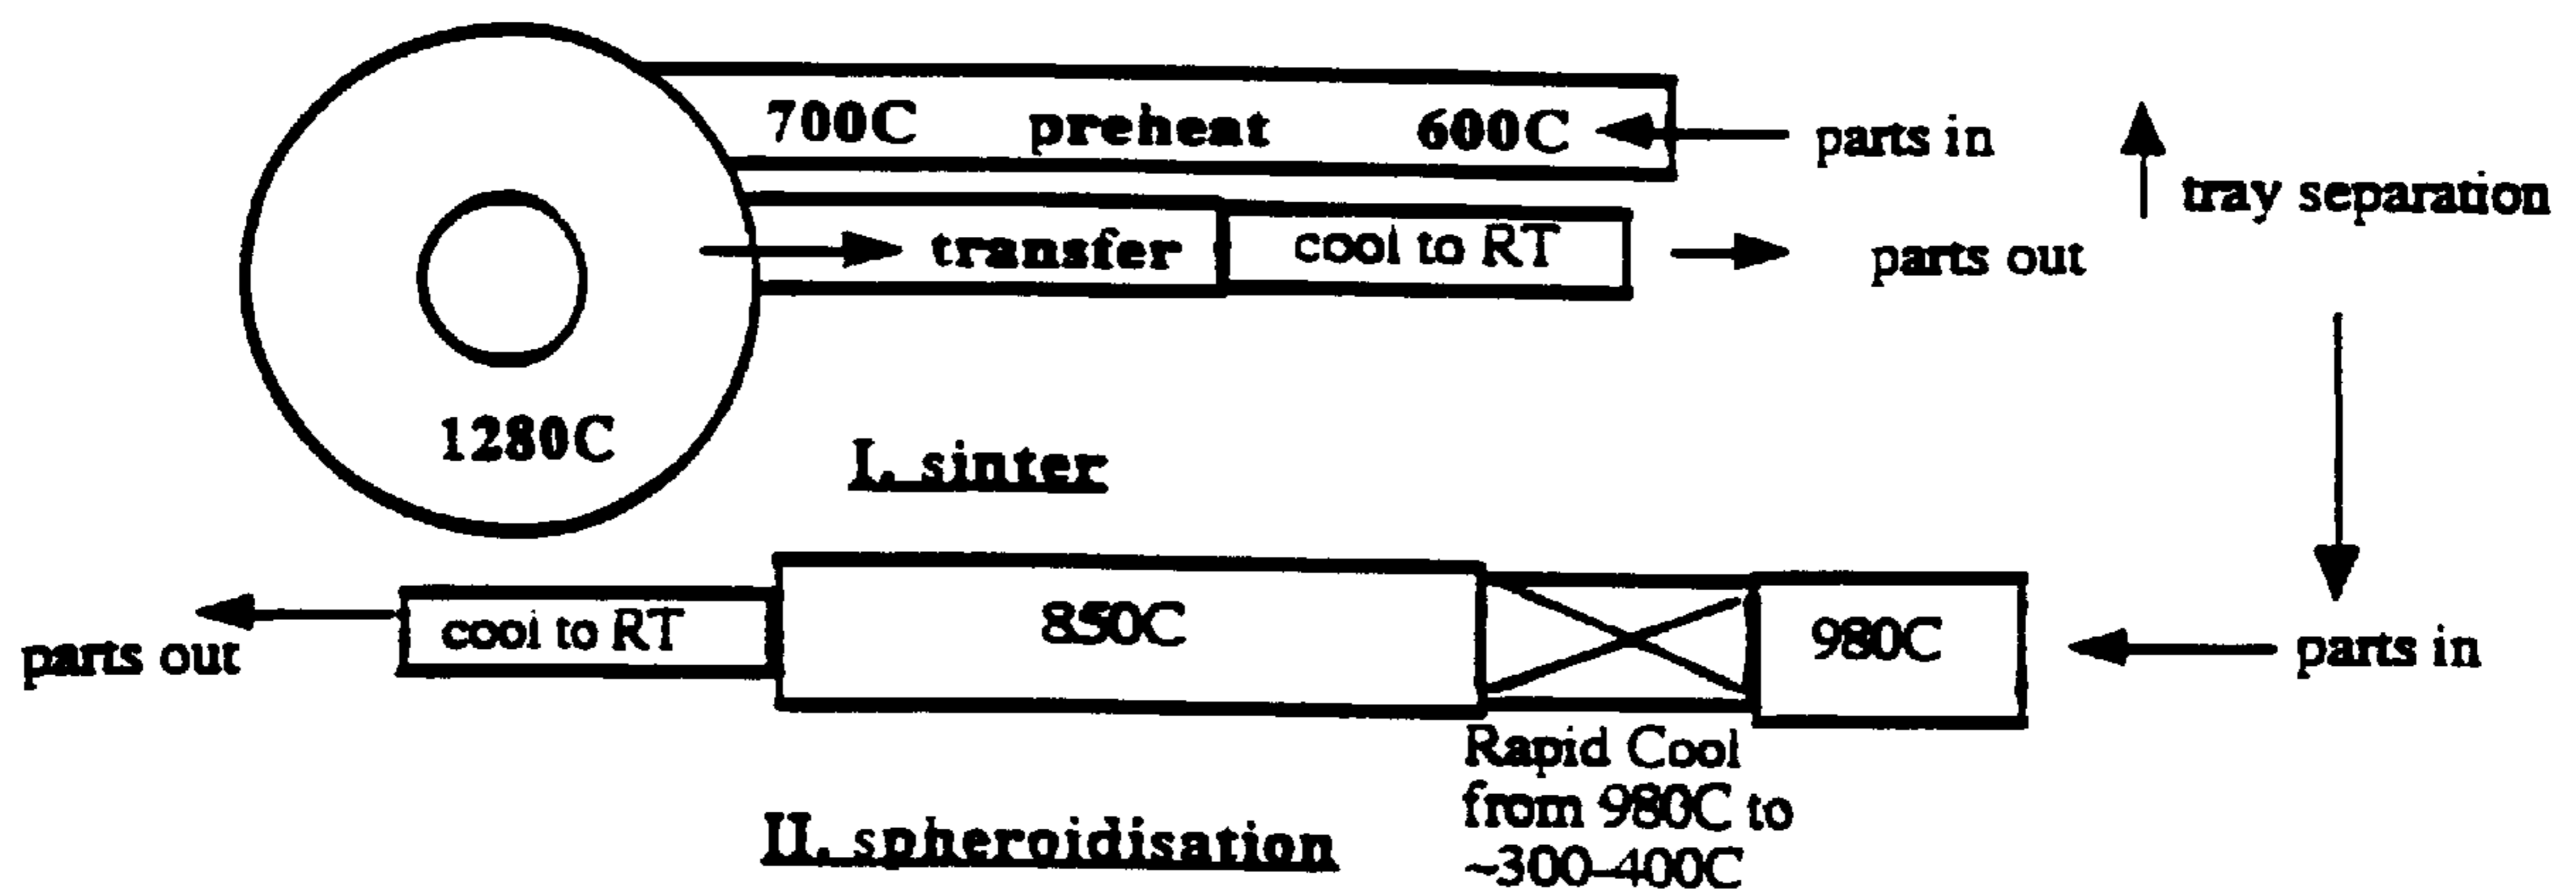 700C preheat 600C
parts in
tray separation
transfer
cool to RT
parts out
1280C
I. sinter
parts out
cool to RT
850C
980C
parts in
Rapid Cool
from 980C to
~300-400C
II. spheroidisation